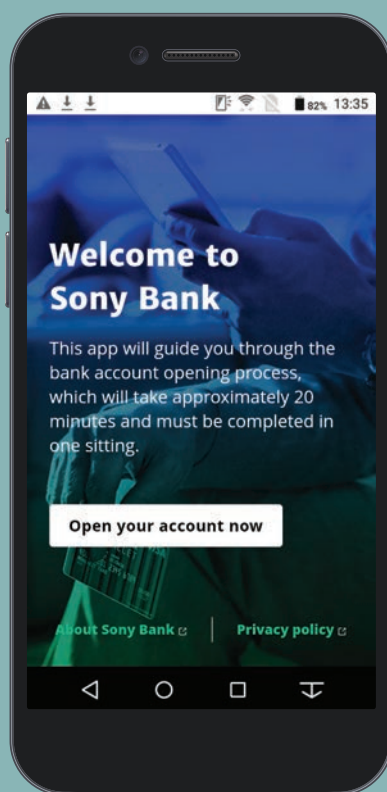 82% 13:35
Welcome to
Sony Bank
This app will guide you through the
bank account opening process,
which will take approximately 20
minutes and must be completed in
one sitting.
Open your account now
About Sony Bank
Privacy policy